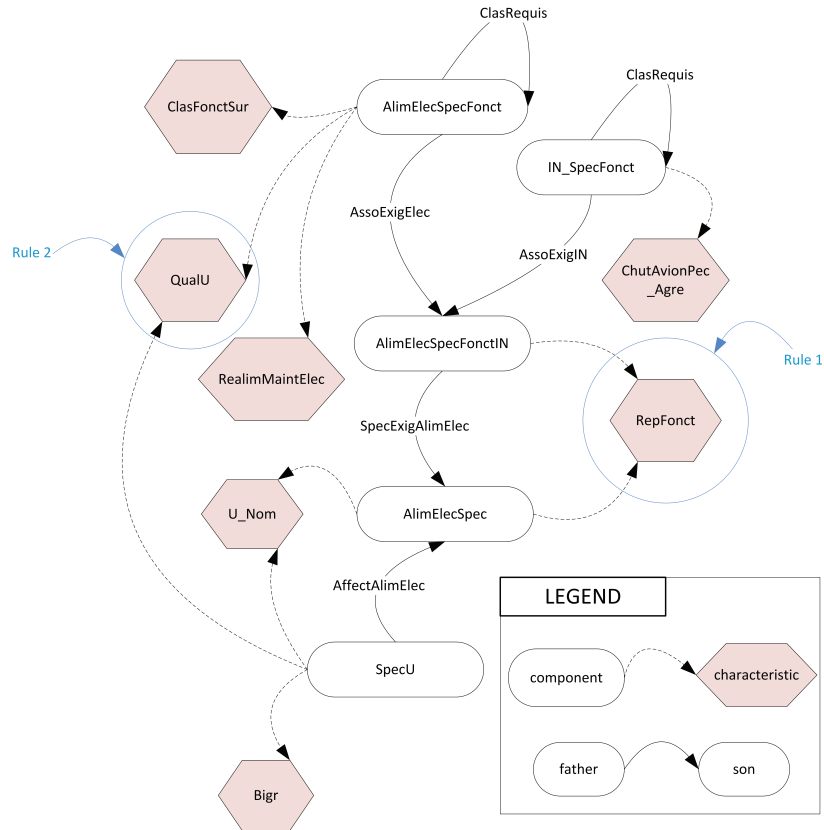 ClasRequis
ClasRequis
ClasFonctSur
AlimElecSpecFonct
IN_SpecFonct
AssoExigElec
AssoExigIN
Rule 2
QualU
ChutAvionPec
_Agre
AlimElecSpecFonctIN
RealimMaintElec
Rule 1
SpecExigAlimElec
RepFonct
U_Nom
AlimElecSpec
AffectAlimElec
SpecU
Bigr
LEGEND
component
characteristic
father
son